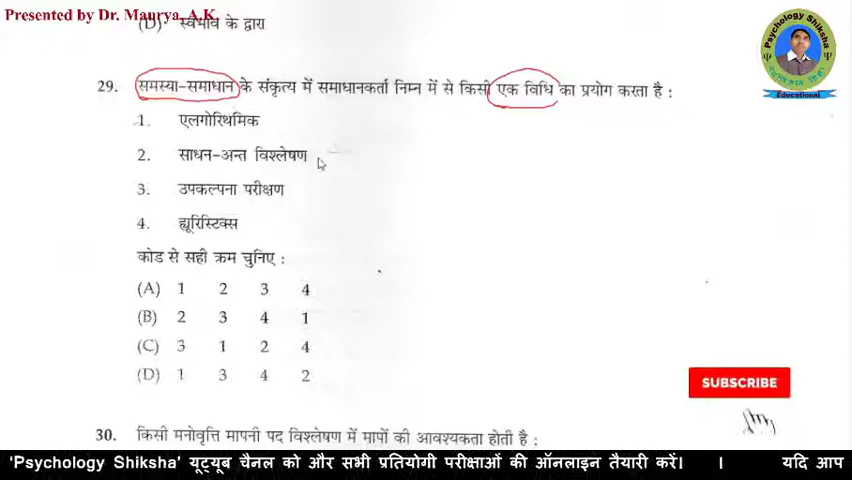 Presented by Dr. Maurya, A.K.
(D) स्वभाव के द्वारा
Psychology Shiksha
Educational
29. समस्या-समाधान के संकृत्य में समाधानकर्ता निम्न में से किसी एक विधि का प्रयोग करता है :
1. एलगोरिथमिक
2. साधन-अन्त विश्लेषण
3. उपकल्पना परीक्षण
4. ह्यूरिस्टिक्स
कोड से सही क्रम चुनिए :
(A) 1 2 3 4
(B) 2 3 4 1
(C) 3 1 2 4
(D) 1 3 4 2
SUBSCRIBE
30. किसी मनोवृत्ति मापनी पद विश्लेषण में मापों की आवश्यकता होती है :
'Psychology Shiksha' यूट्यूब चैनल को और सभी प्रतियोगी परीक्षाओं की ऑनलाइन तैयारी करें। । यदि आप